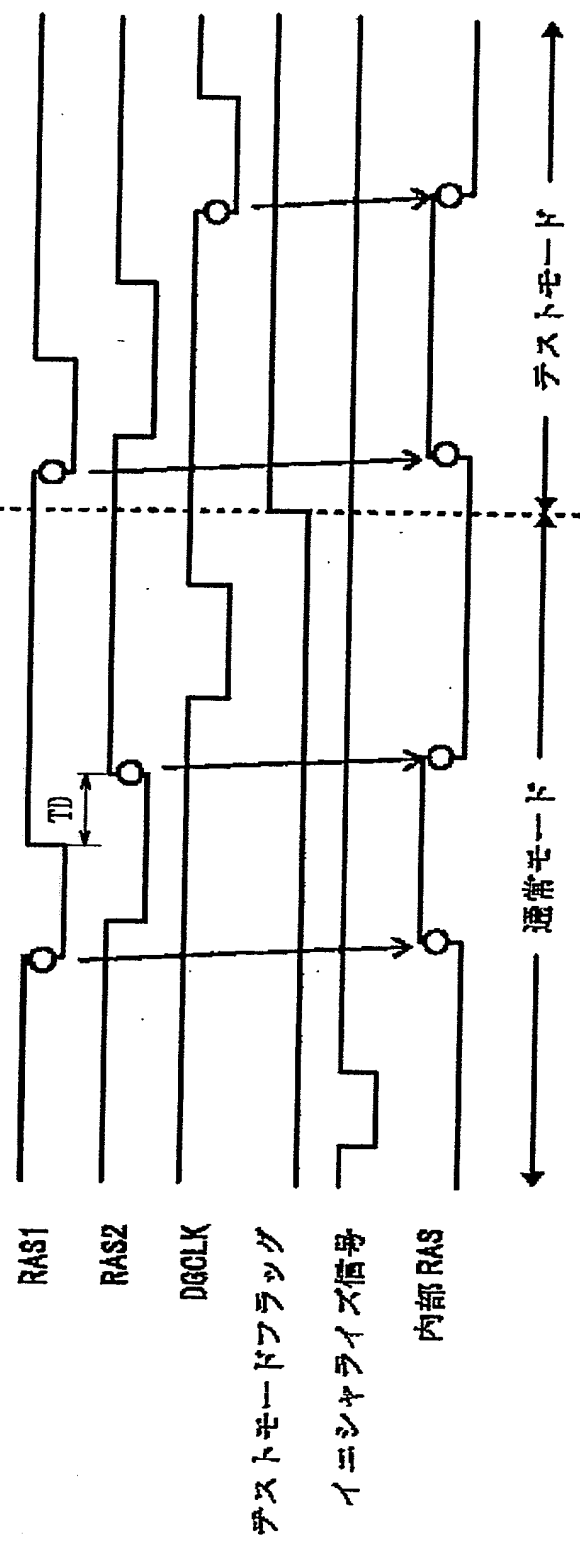 RAS1
TD
RAS2
DGCLK
テストモードフラッグ
イニシャライズ信号
内部RAS
通常モード
テストモード